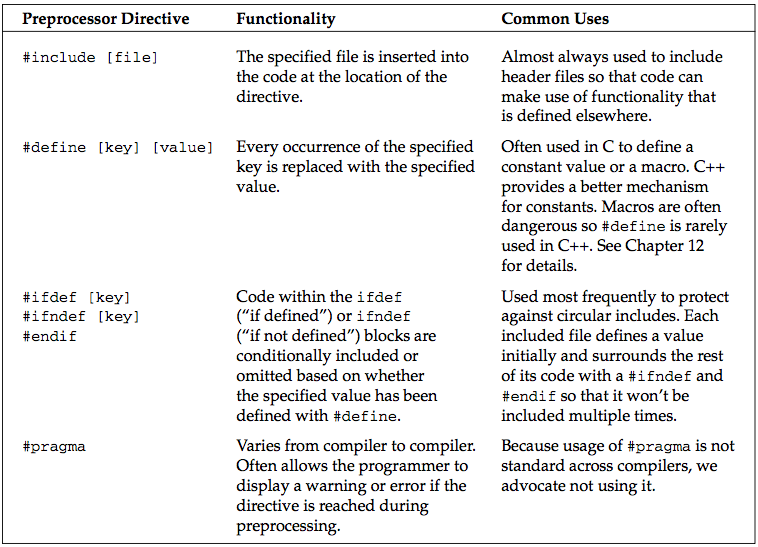 Preprocessor Directive Functionality Common Uses
#include [file]
The specified file is inserted into
the code at the location of the
directive.
Almost always used to include
header files so that code can
make use of functionality that
is defined elsewhere.
#define [key] [value]
Every occurrence of the specified
key is replaced with the specified
value.
Often used in C to define a
constant value or a macro. C++
provides a better mechanism
for constants. Macros are often
dangerous so #define is rarely
used in C++. See Chapter 12
for details.
#ifdef [key]
#ifndef [key]
#endif
Code within the ifdef
(“if defined”) or ifndef
(“if not defined”) blocks are
conditionally included or
omitted based on whether
the specified value has been
defined with #define.
Used most frequently to protect
against circular includes. Each
included file defines a value
initially and surrounds the rest
of its code with a #ifndef and
#endif so that it won’t be
included multiple times.
#pragma
Varies from compiler to compiler.
Often allows the programmer to
display a warning or error if the
directive is reached during
preprocessing.
Because usage of #pragma is not
standard across compilers, we
advocate not using it.